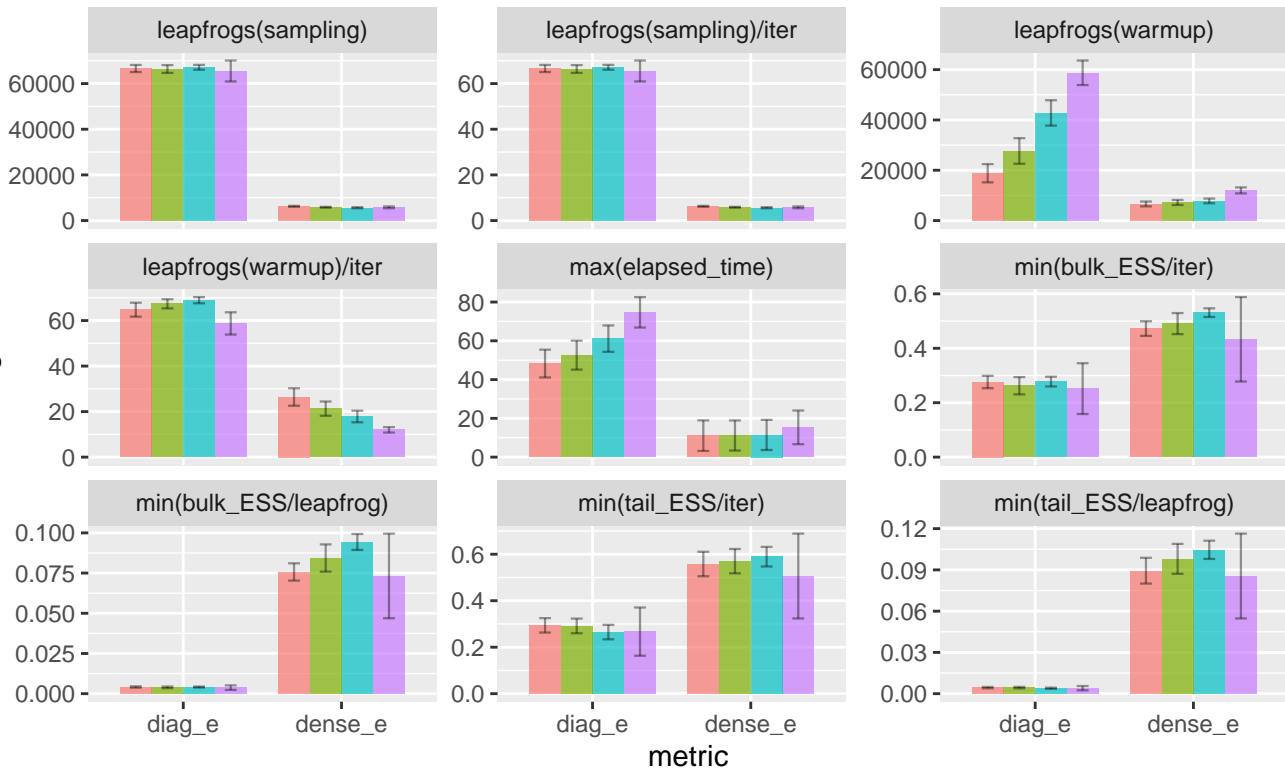 leapfrogs(sampling)
leapfrogs(sampling)/iter
leapfrogs(warmup)
60000
40000
20000
0
60
40
20
0
60000
40000
20000
0
leapfrogs(warmup)/iter
max(elapsed_time)
min(bulk_ESS/iter)
60
40
20
0
80
60
40
20
0
0.6
0.4
0.2
0.0
min(bulk_ESS/leapfrog)
min(tail_ESS/iter)
min(tail_ESS/leapfrog)
0.100
0.075
0.050
0.025
0.000
0.6
0.4
0.2
0.0
0.12
0.09
0.06
0.03
0.00
diag_e
dense_e
diag_e
dense_e
diag_e
dense_e
metric